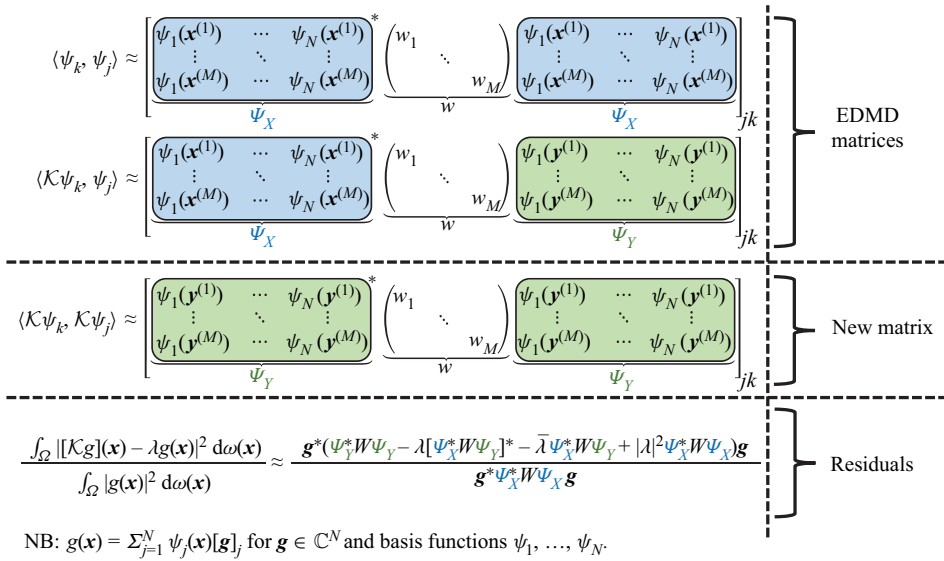 ⟨ψ_k, ψ_j⟩ ≈ [ ψ_1(x^(1)) ⋯ ψ_N(x^(1)) * ( w_1 ψ_1(x^(1)) ⋯ ψ_N(x^(1)) ]
⋮ ⋱ ⋮ ⋱ ⋮ ⋱ ⋮
ψ_1(x^(M)) ⋯ ψ_N(x^(M)) w_M ) ψ_1(x^(M)) ⋯ ψ_N(x^(M)) jk
Ψ_X w Ψ_X
EDMD
matrices
⟨𝒦ψ_k, ψ_j⟩ ≈ [ ψ_1(x^(1)) ⋯ ψ_N(x^(1)) * ( w_1 ψ_1(y^(1)) ⋯ ψ_N(y^(1)) ]
⋮ ⋱ ⋮ ⋱ ⋮ ⋱ ⋮
ψ_1(x^(M)) ⋯ ψ_N(x^(M)) w_M ) ψ_1(y^(M)) ⋯ ψ_N(y^(M)) jk
Ψ_X w Ψ_Y
⟨𝒦ψ_k, 𝒦ψ_j⟩ ≈ [ ψ_1(y^(1)) ⋯ ψ_N(y^(1)) * ( w_1 ψ_1(y^(1)) ⋯ ψ_N(y^(1)) ]
⋮ ⋱ ⋮ ⋱ ⋮ ⋱ ⋮
ψ_1(y^(M)) ⋯ ψ_N(y^(M)) w_M ) ψ_1(y^(M)) ⋯ ψ_N(y^(M)) jk
Ψ_Y w Ψ_Y
New matrix
∫_Ω |[𝒦g](x) − λg(x)|^2 dω(x) / ∫_Ω |g(x)|^2 dω(x) ≈ g*(Ψ_Y^*WΨ_Y − λ[Ψ_X^*WΨ_Y]* − λ̄Ψ_X^*WΨ_Y + |λ|^2Ψ_X^*WΨ_X)g / g*Ψ_X^*WΨ_X g
Residuals
NB: g(x) = Σ_{j=1}^N ψ_j(x)[g]_j for g ∈ ℂ^N and basis functions ψ_1, …, ψ_N.